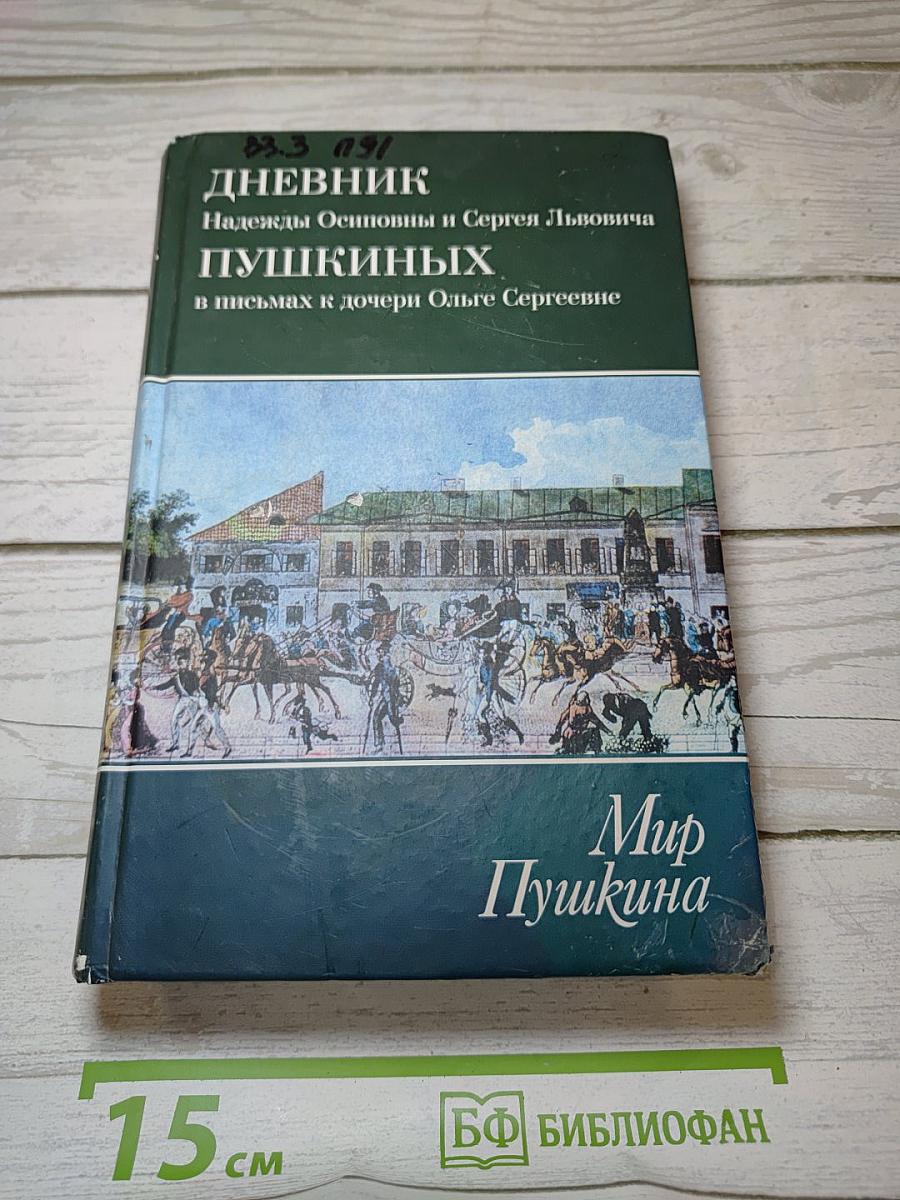 83.3 П91
ДНЕВНИК
Надежды Осиповны и Сергея Львовича
ПУШКИНЫХ
в письмах к дочери Ольге Сергеевне
Мир
Пушкина
15 см
БФ БИБЛИОФАН